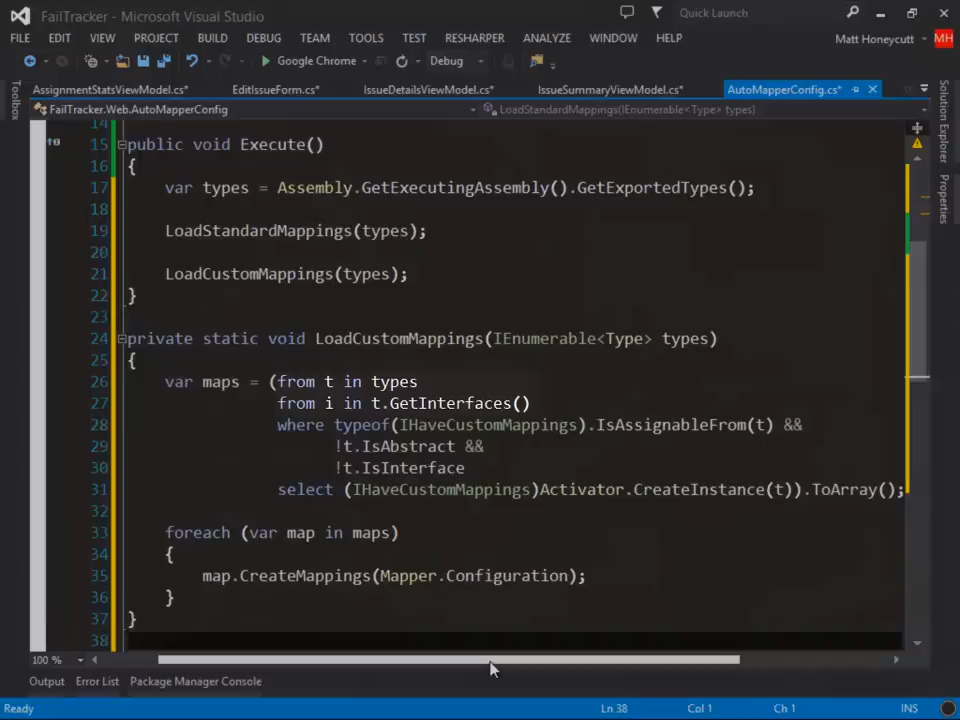 FailTracker - Microsoft Visual Studio
Quick Launch
FILE EDIT VIEW PROJECT BUILD DEBUG TEAM TOOLS TEST RESHARPER ANALYZE WINDOW HELP
Matt Honeycutt MH
Google Chrome Debug
Toolbox
AssignmentStatsViewModel.cs* EditIssueForm.cs* IssueDetailsViewModel.cs* IssueSummaryViewModel.cs* AutoMapperConfig.cs*
FailTracker.Web.AutoMapperConfig LoadStandardMappings(IEnumerable<Type> types)
Solution Explorer
Properties
14
15 public void Execute()
16 {
17 var types = Assembly.GetExecutingAssembly().GetExportedTypes();
18
19 LoadStandardMappings(types);
20
21 LoadCustomMappings(types);
22 }
23
24 private static void LoadCustomMappings(IEnumerable<Type> types)
25 {
26 var maps = (from t in types
27 from i in t.GetInterfaces()
28 where typeof(IHaveCustomMappings).IsAssignableFrom(t) &&
29 !t.IsAbstract &&
30 !t.IsInterface
31 select (IHaveCustomMappings)Activator.CreateInstance(t)).ToArray();
32
33 foreach (var map in maps)
34 {
35 map.CreateMappings(Mapper.Configuration);
36 }
37 }
38
100 %
Output Error List Package Manager Console
Ready Ln 38 Col 1 Ch 1 INS